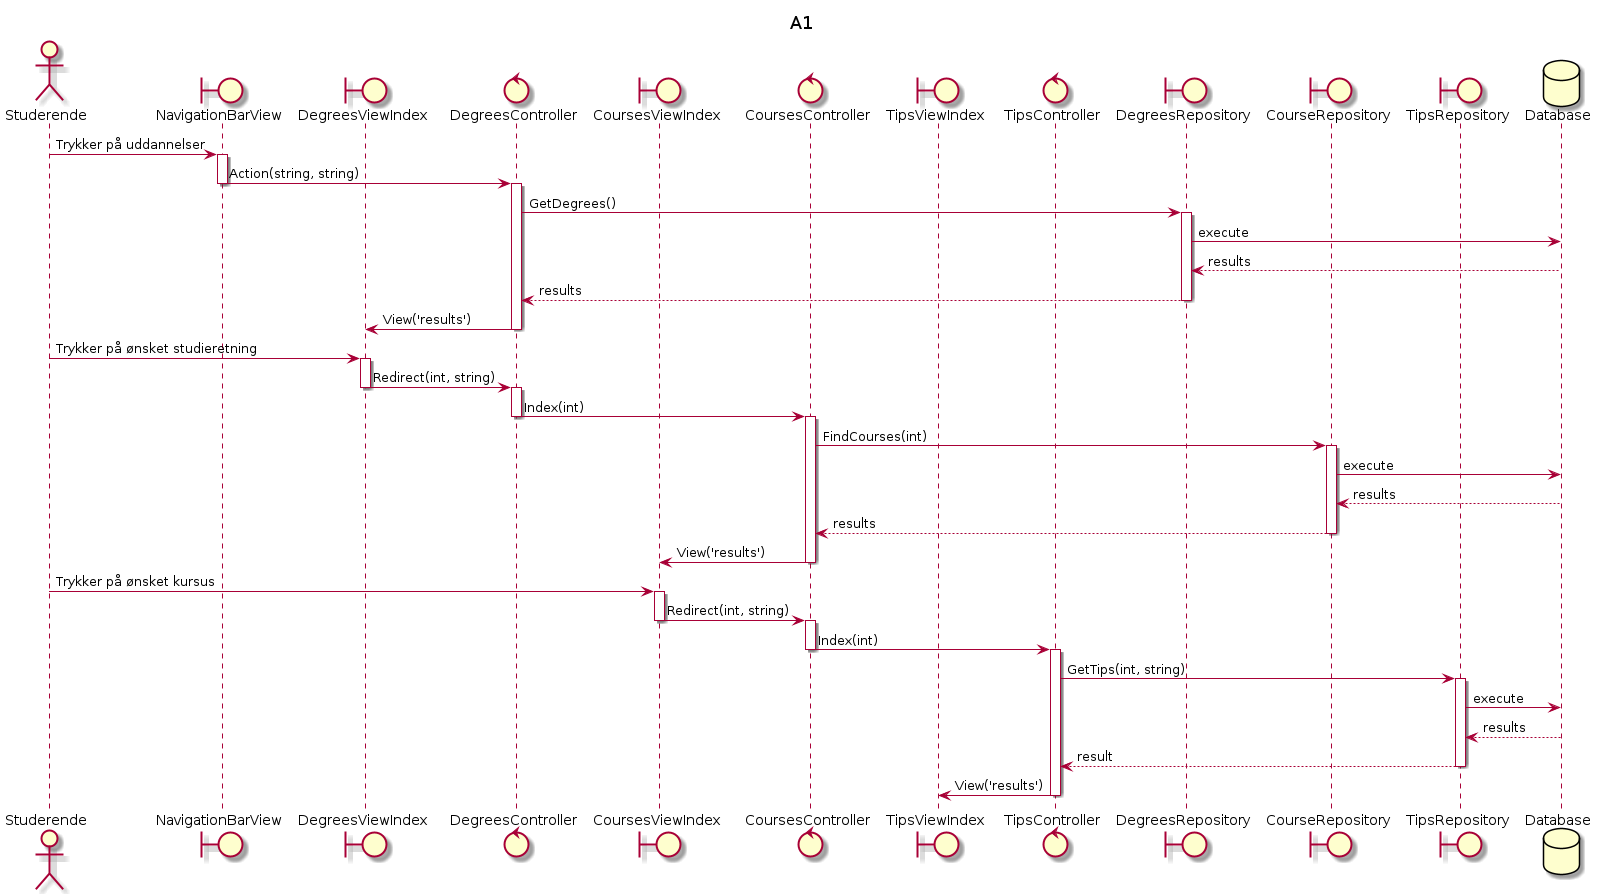 A1
Studerende
NavigationBarView
DegreesViewIndex
DegreesController
CoursesViewIndex
CoursesController
TipsViewIndex
TipsController
DegreesRepository
CourseRepository
TipsRepository
Database
Trykker på uddannelser
Action(string, string)
GetDegrees()
execute
results
results
View('results')
Trykker på ønsket studieretning
Redirect(int, string)
Index(int)
FindCourses(int)
execute
results
results
View('results')
Trykker på ønsket kursus
Redirect(int, string)
Index(int)
GetTips(int, string)
execute
results
result
View('results')
Studerende
NavigationBarView
DegreesViewIndex
DegreesController
CoursesViewIndex
CoursesController
TipsViewIndex
TipsController
DegreesRepository
CourseRepository
TipsRepository
Database